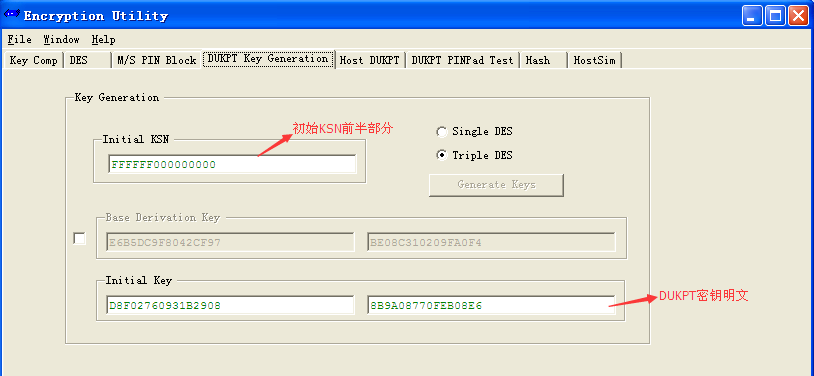 Encryption Utility
File Window Help
Key Comp DES M/S PIN Block DUKPT Key Generation Host DUKPT DUKPT PINPad Test Hash HostSim
Key Generation
初始KSN前半部分
Initial KSN
FFFFFF000000000
Single DES
Triple DES
Generate Keys
Base Derivation Key
E6B5DC9F8042CF97 BE08C310209FA0F4
Initial Key
D8F02760931B2908 8B9A08770FEB08E6
DUKPT密钥明文